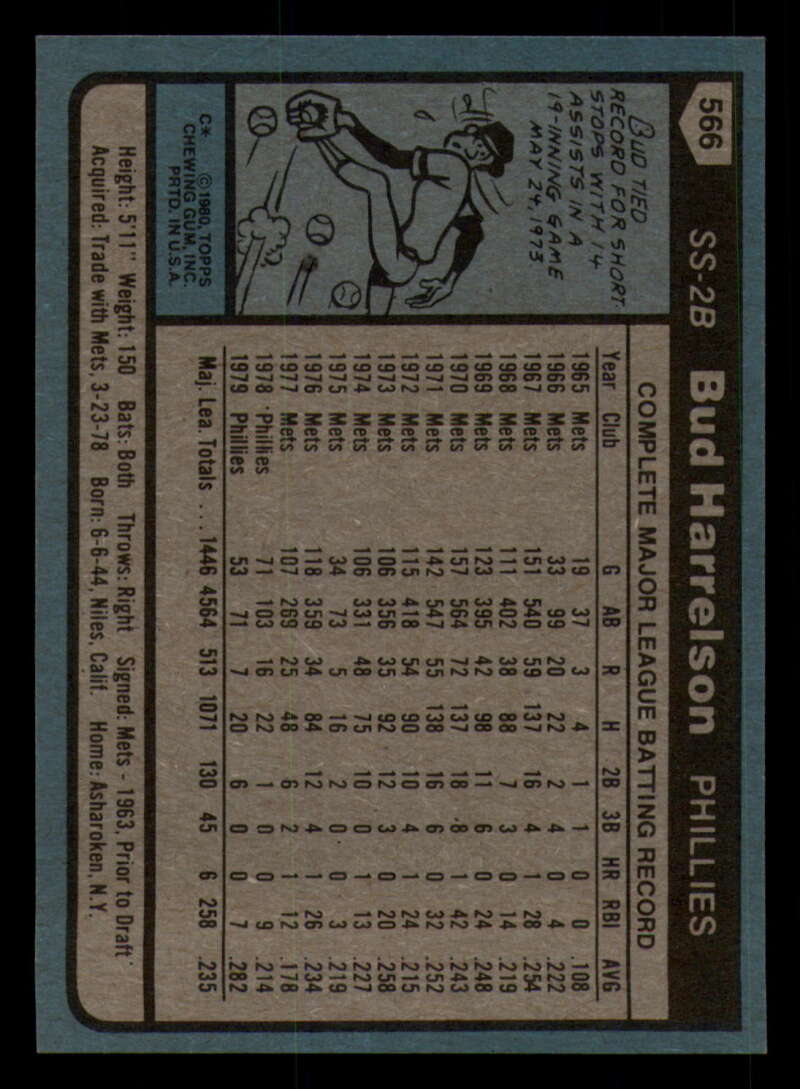 566 SS-2B Bud Harrelson PHILLIES
BUD TIED
RECORD FOR SHORT-
STOPS WITH 14
ASSISTS IN A
19-INNING GAME
MAY 24, 1973
C* ©1980, TOPPS
CHEWING GUM, INC.
PRTD. IN U.S.A.
COMPLETE MAJOR LEAGUE BATTING RECORD
Year Club G AB R H 2B 3B HR RBI AVG
1965 Mets 19 37 3 4 1 1 0 0 .108
1966 Mets 33 99 20 22 2 4 0 4 .222
1967 Mets 151 540 59 137 16 4 1 28 .254
1968 Mets 111 402 38 88 7 3 0 14 .219
1969 Mets 123 395 42 98 11 6 0 24 .248
1970 Mets 157 564 72 137 18 8 1 42 .243
1971 Mets 142 547 55 138 16 6 0 32 .252
1972 Mets 115 418 54 90 10 4 1 24 .215
1973 Mets 106 356 35 92 12 3 0 20 .258
1974 Mets 106 331 48 75 10 0 1 13 .227
1975 Mets 34 73 5 16 2 0 0 3 .219
1976 Mets 118 359 34 84 12 4 1 26 .234
1977 Mets 107 269 25 48 6 2 1 12 .178
1978 Phillies 71 103 16 22 1 0 0 9 .214
1979 Phillies 53 71 7 20 6 0 0 7 .282
Maj. Lea. Totals ... 1446 4564 513 1071 130 45 6 258 .235
Height: 5'11" Weight: 150 Bats: Both Throws: Right Signed: Mets - 1963, Prior to Draft
Acquired: Trade with Mets, 3-23-78 Born: 6-6-44, Niles, Calif. Home: Asharoken, N.Y.